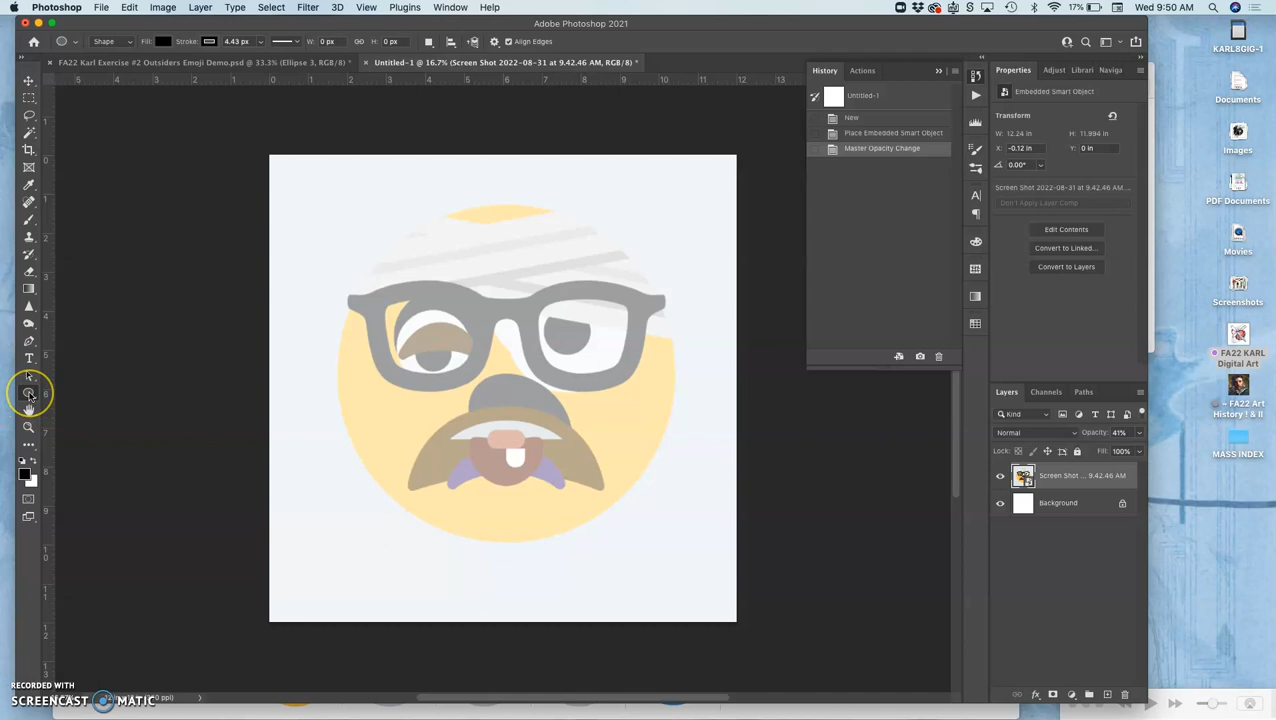 Photoshop File Edit Image Layer Type Select Filter 3D View Plugins Window Help 17% Wed 9:50 AM
Adobe Photoshop 2021
Shape Fill: Stroke: 4.43 px W: 0 px H: 0 px Align Edges
FA22 Karl Exercise #2 Outsiders Emoji Demo.psd @ 33.3% (Ellipse 3, RGB/8) *
Untitled-1 @ 16.7% (Screen Shot 2022-08-31 at 9.42.46 AM, RGB/8) *
History Actions
Untitled-1
New
Place Embedded Smart Object
Master Opacity Change
Properties Adjust Librari Naviga
Embedded Smart Object
Transform
W: 12.24 in H: 11.994 in
X: -0.12 in Y: 0 in
0.00°
Screen Shot 2022-08-31 at 9.42.46 AM...
Don't Apply Layer Comp
Edit Contents
Convert to Linked...
Convert to Layers
Layers Channels Paths
Kind
Normal Opacity: 41%
Lock: Fill: 100%
Screen Shot ... 9.42.46 AM
Background
KARL8GIG-1
Documents
Images
PDF Documents
Movies
Screenshots
FA22 KARL
Digital Art
~ FA22 Art
History I & II
MASS INDEX
RECORDED WITH
SCREENCAST MATIC